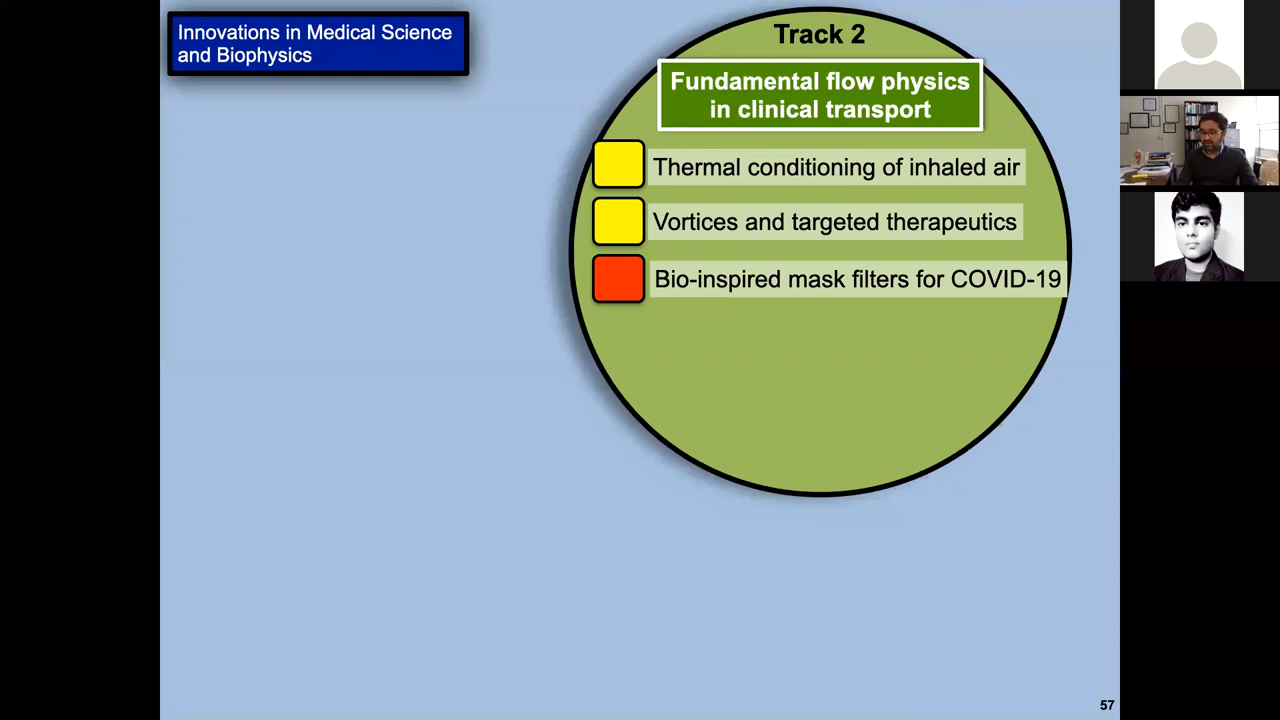 Innovations in Medical Science
and Biophysics
Track 2
Fundamental flow physics
in clinical transport
Thermal conditioning of inhaled air
Vortices and targeted therapeutics
Bio-inspired mask filters for COVID-19
57